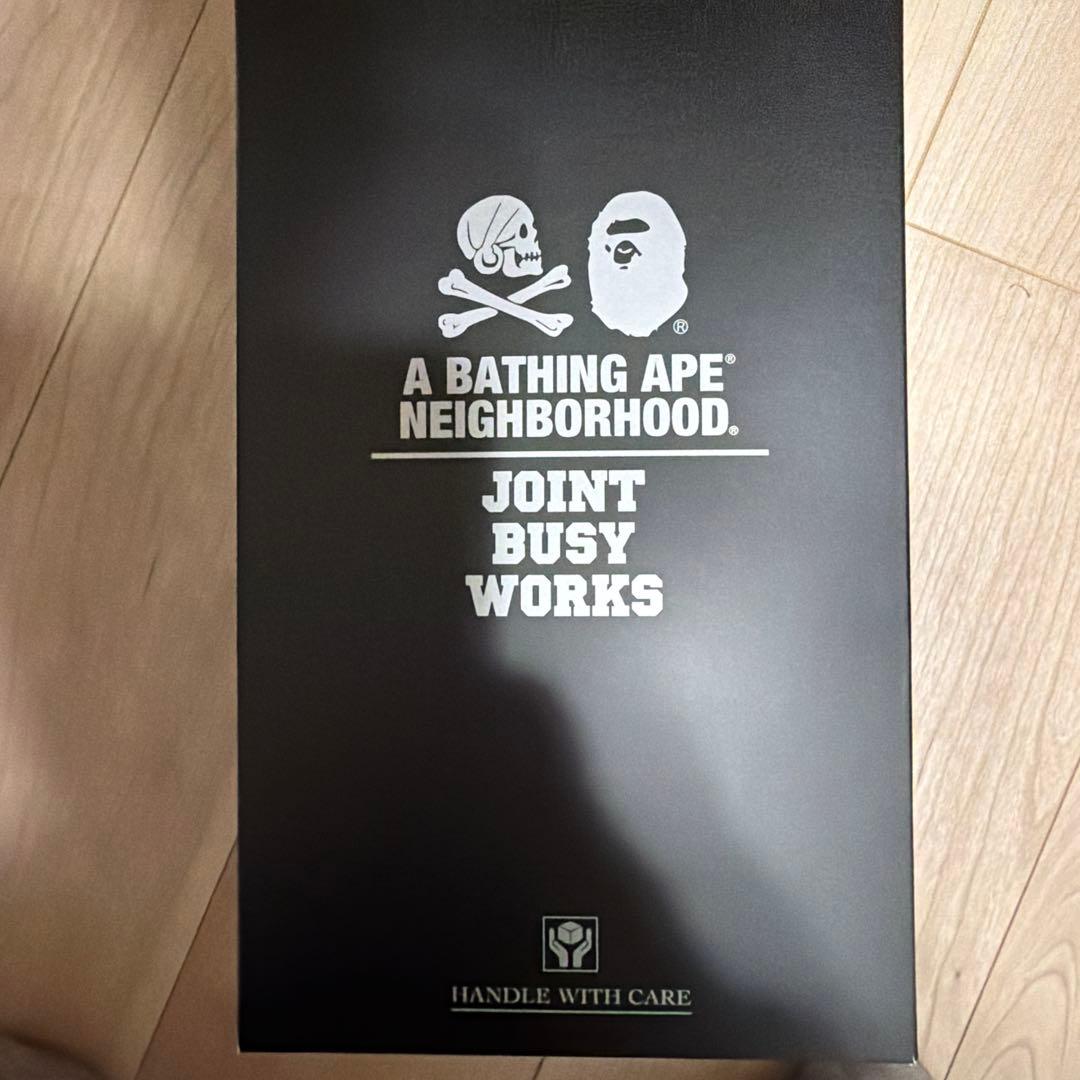 ®
A BATHING APE®
NEIGHBORHOOD®
JOINT
BUSY
WORKS
HANDLE WITH CARE